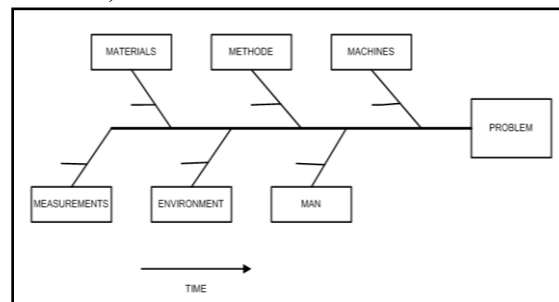 MATERIALS
METHODE
MACHINES
PROBLEM
MEASUREMENTS
ENVIRONMENT
MAN
TIME